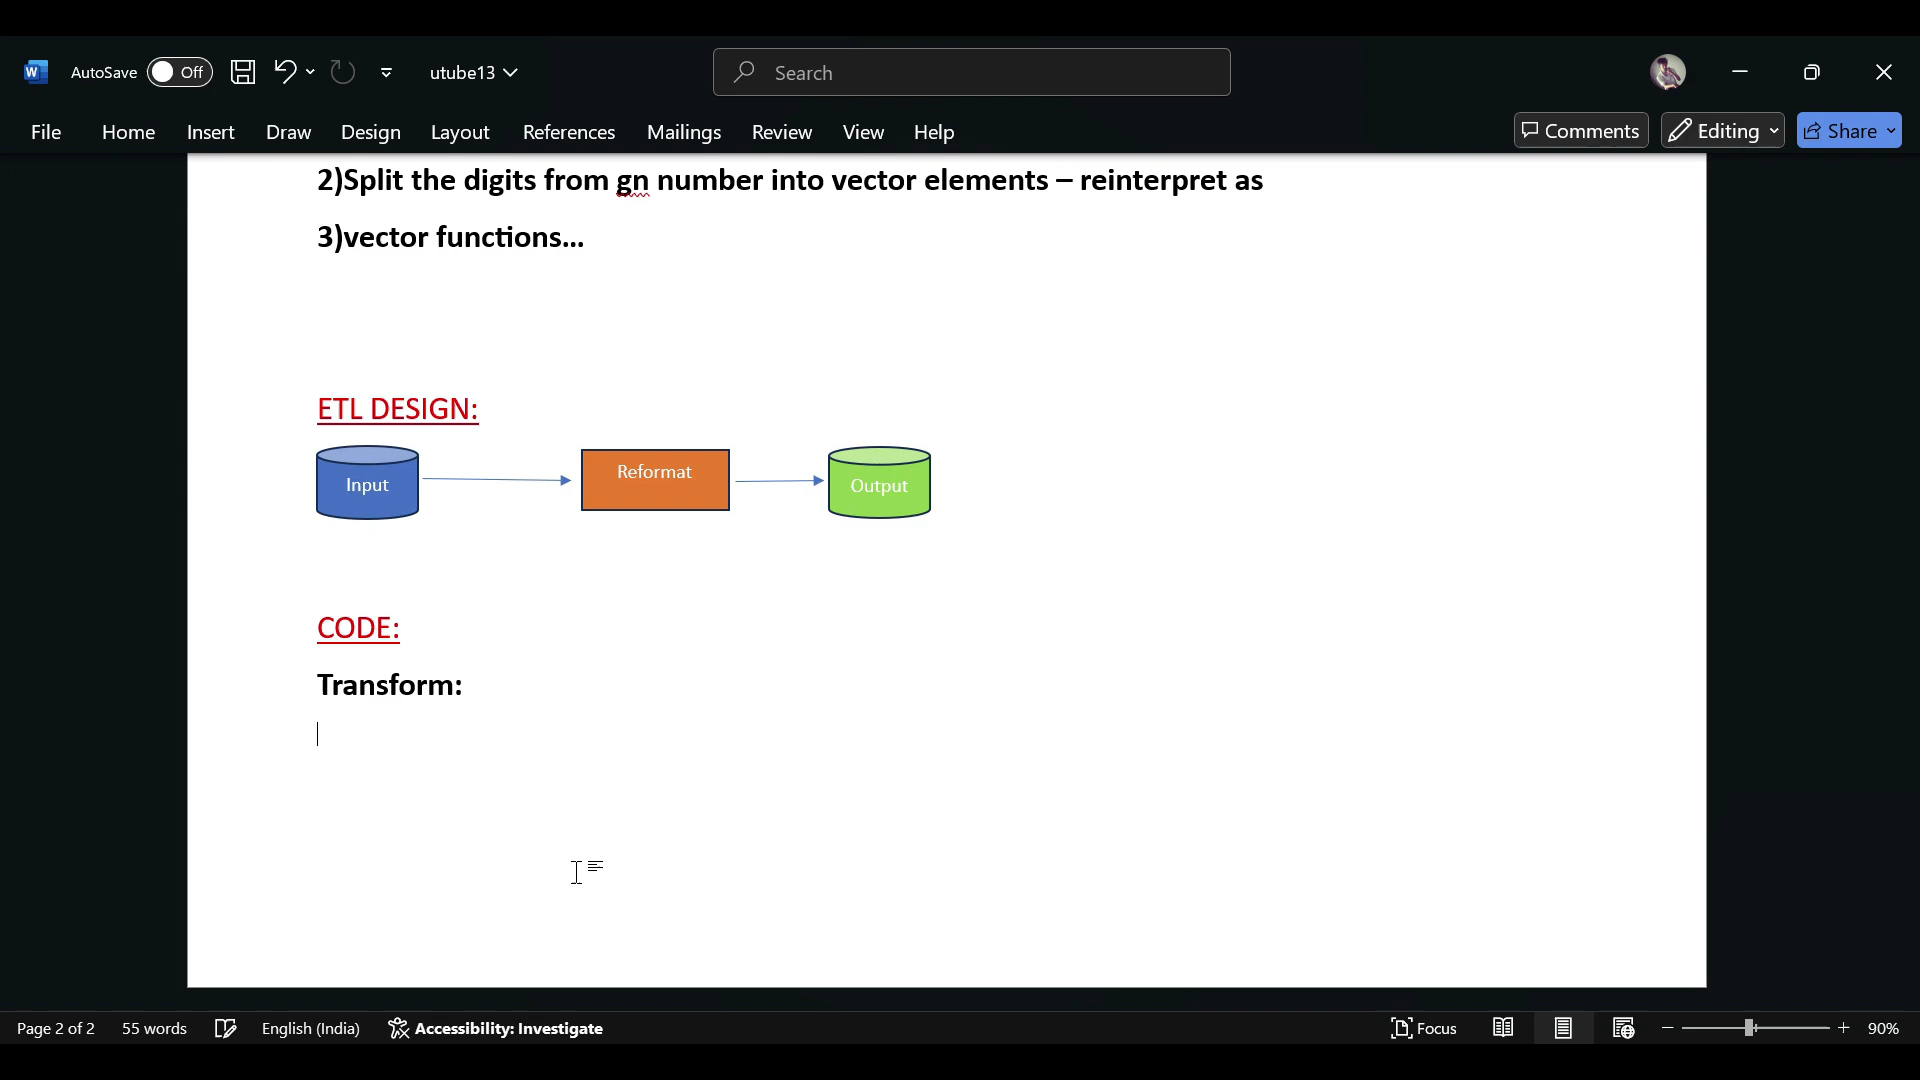 AutoSave Off utube13 Search
File Home Insert Draw Design Layout References Mailings Review View Help Comments Editing Share
2)Split the digits from gn number into vector elements – reinterpret as
3)vector functions...
ETL DESIGN:
Input Reformat Output
CODE:
Transform:
Page 2 of 2 55 words English (India) Accessibility: Investigate Focus 90%